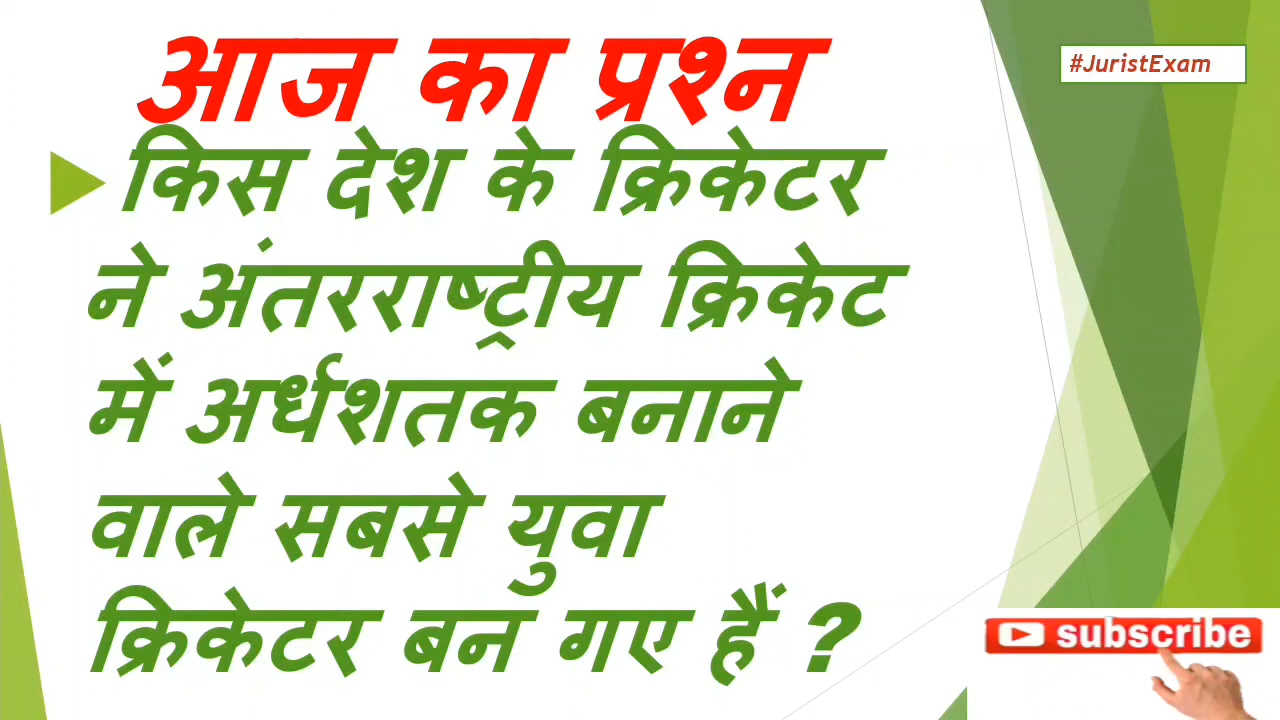 आज का प्रश्न
#JuristExam
किस देश के क्रिकेटर
ने अंतरराष्ट्रीय क्रिकेट
में अर्धशतक बनाने
वाले सबसे युवा
क्रिकेटर बन गए हैं ?
subscribe